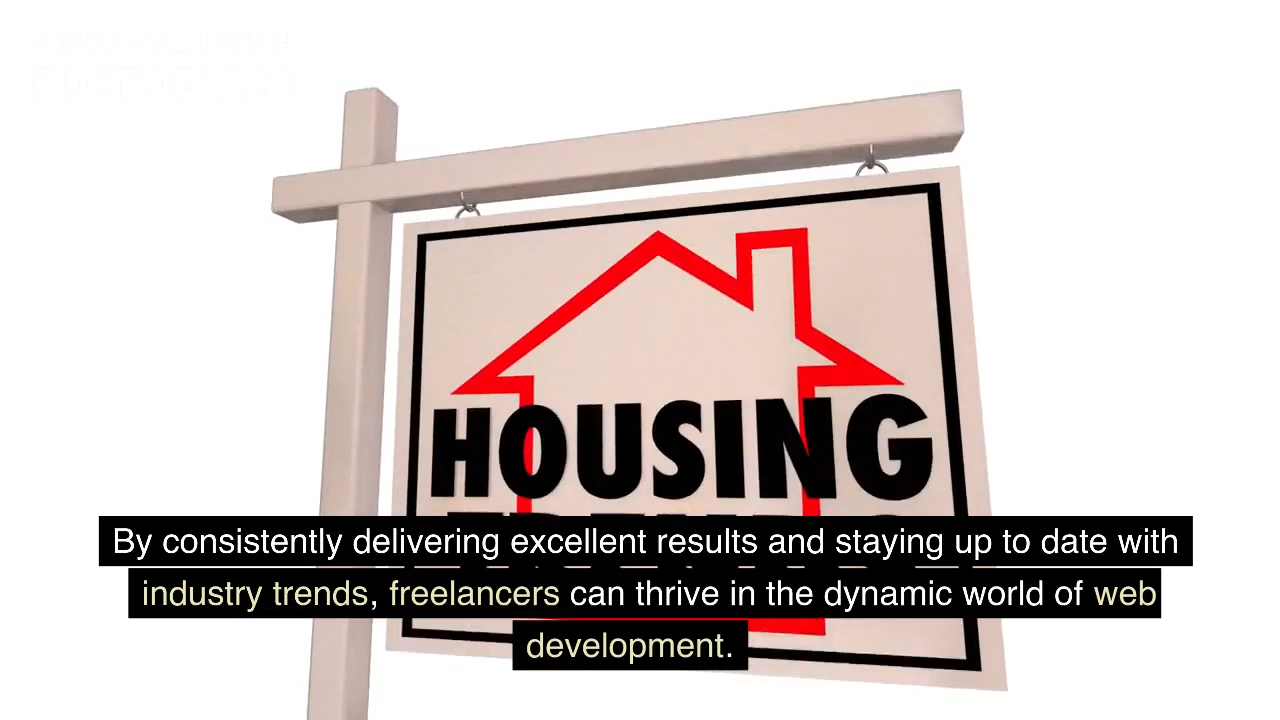 HOUSING
By consistently delivering excellent results and staying up to date with
industry trends, freelancers can thrive in the dynamic world of web
development.